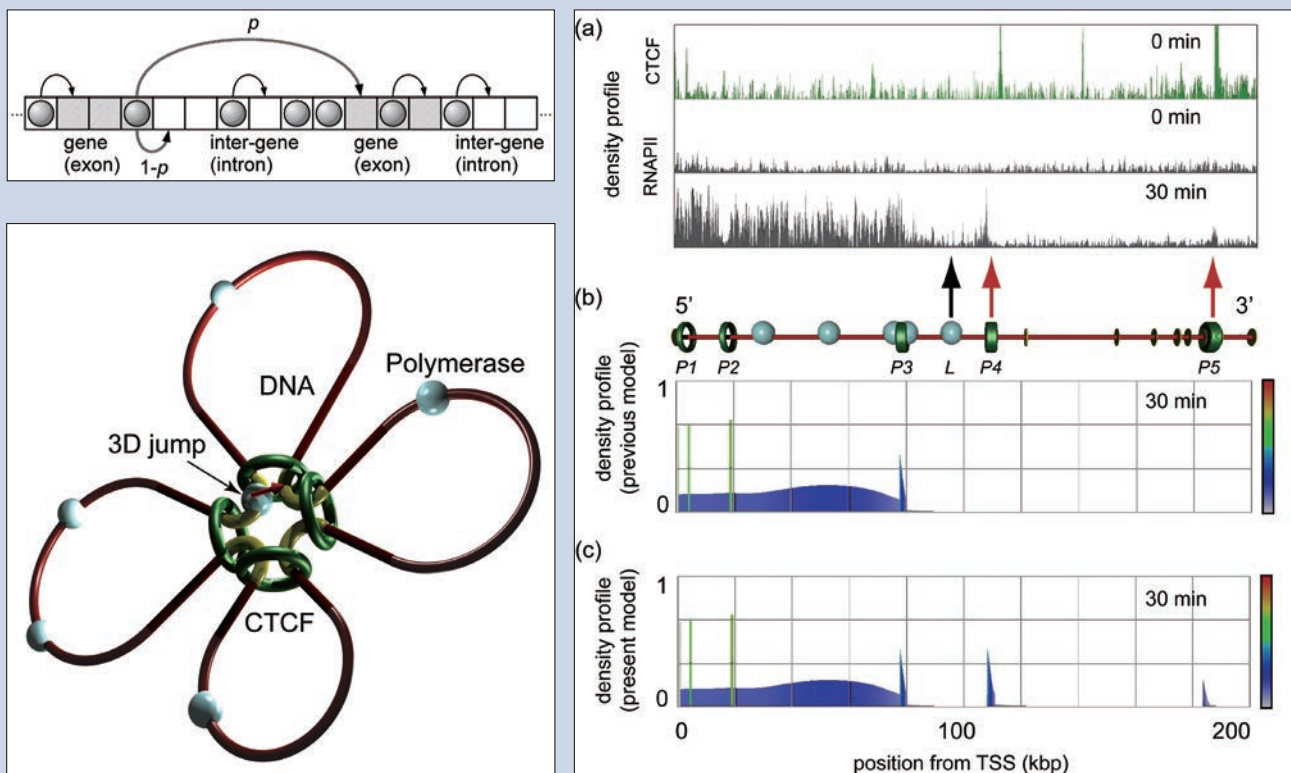 p
... ...
gene inter-gene gene inter-gene
(exon) 1-p (intron) (exon) (intron)
DNA
Polymerase
3D jump
CTCF
(a)
density profile
CTCF
0 min
RNAPII
0 min
30 min
(b)
5' 3'
P1 P2 P3 L P4 P5
density profile
(previous model)
1
30 min
0
(c)
density profile
(present model)
1
30 min
0
0 100 200
position from TSS (kbp)